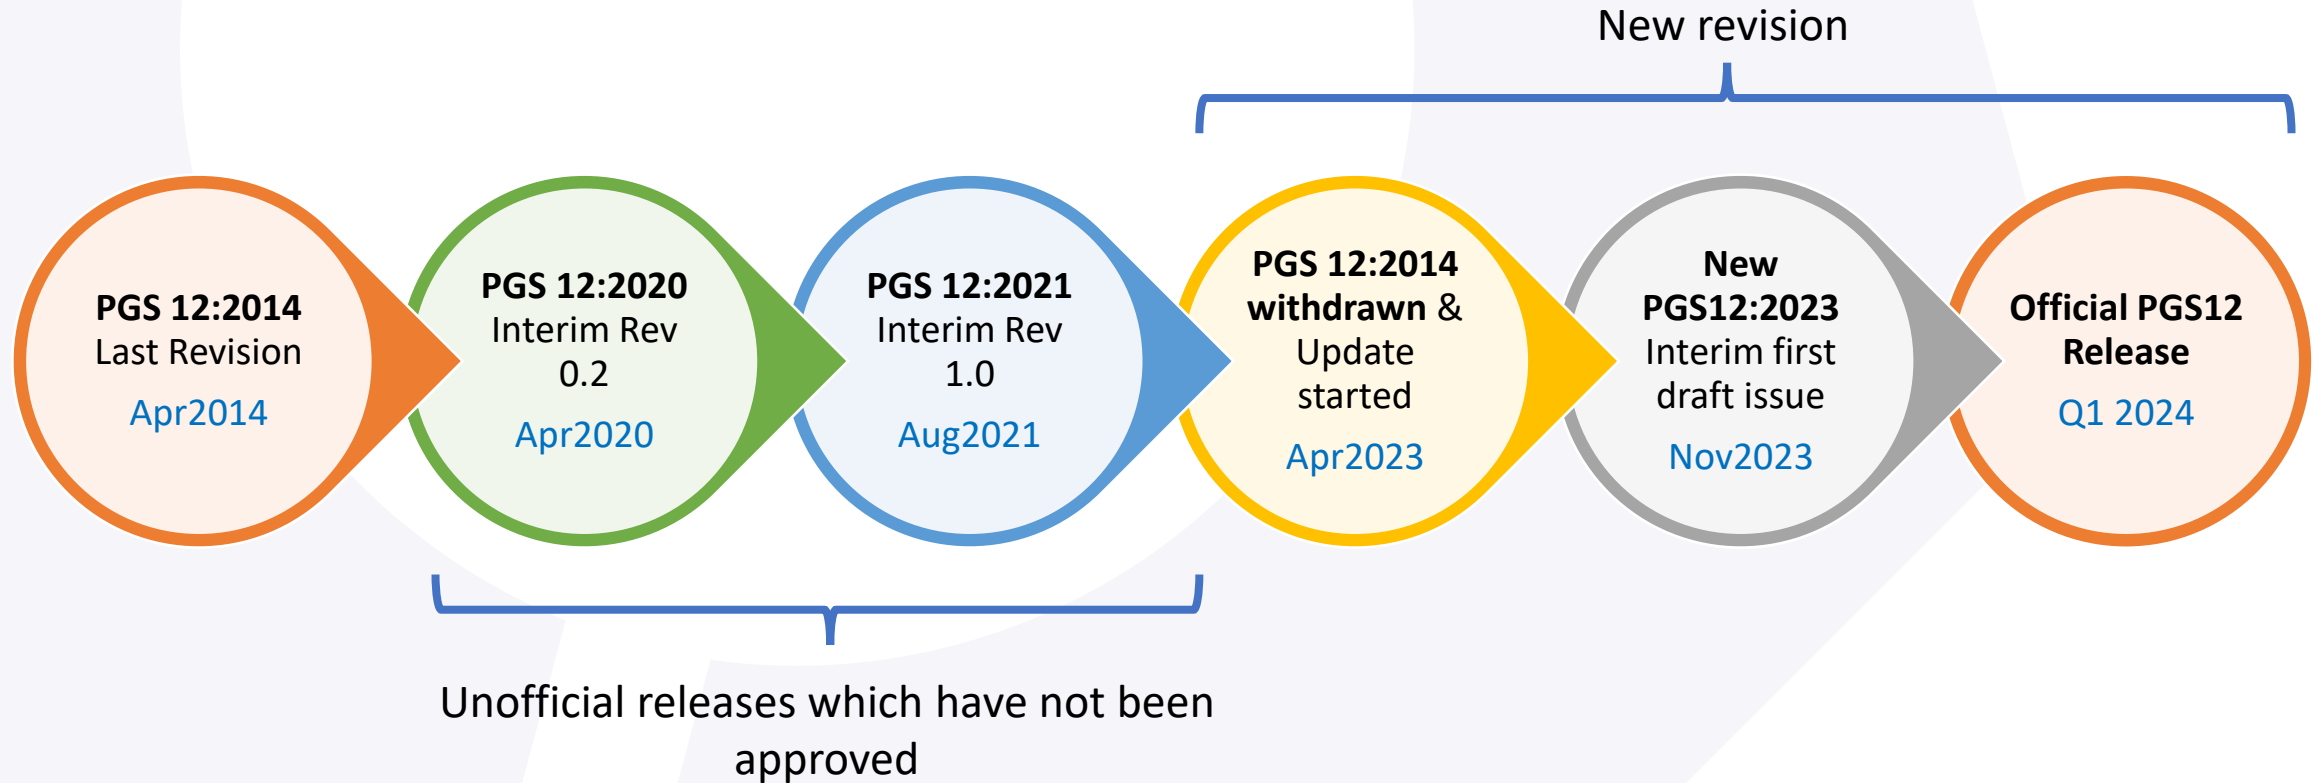 New revision
PGS 12:2014
Last Revision
Apr2014
PGS 12:2020
Interim Rev
0.2
Apr2020
PGS 12:2021
Interim Rev
1.0
Aug2021
PGS 12:2014
withdrawn &
Update
started
Apr2023
New
PGS12:2023
Interim first
draft issue
Nov2023
Official PGS12
Release
Q1 2024
Unofficial releases which have not been
approved